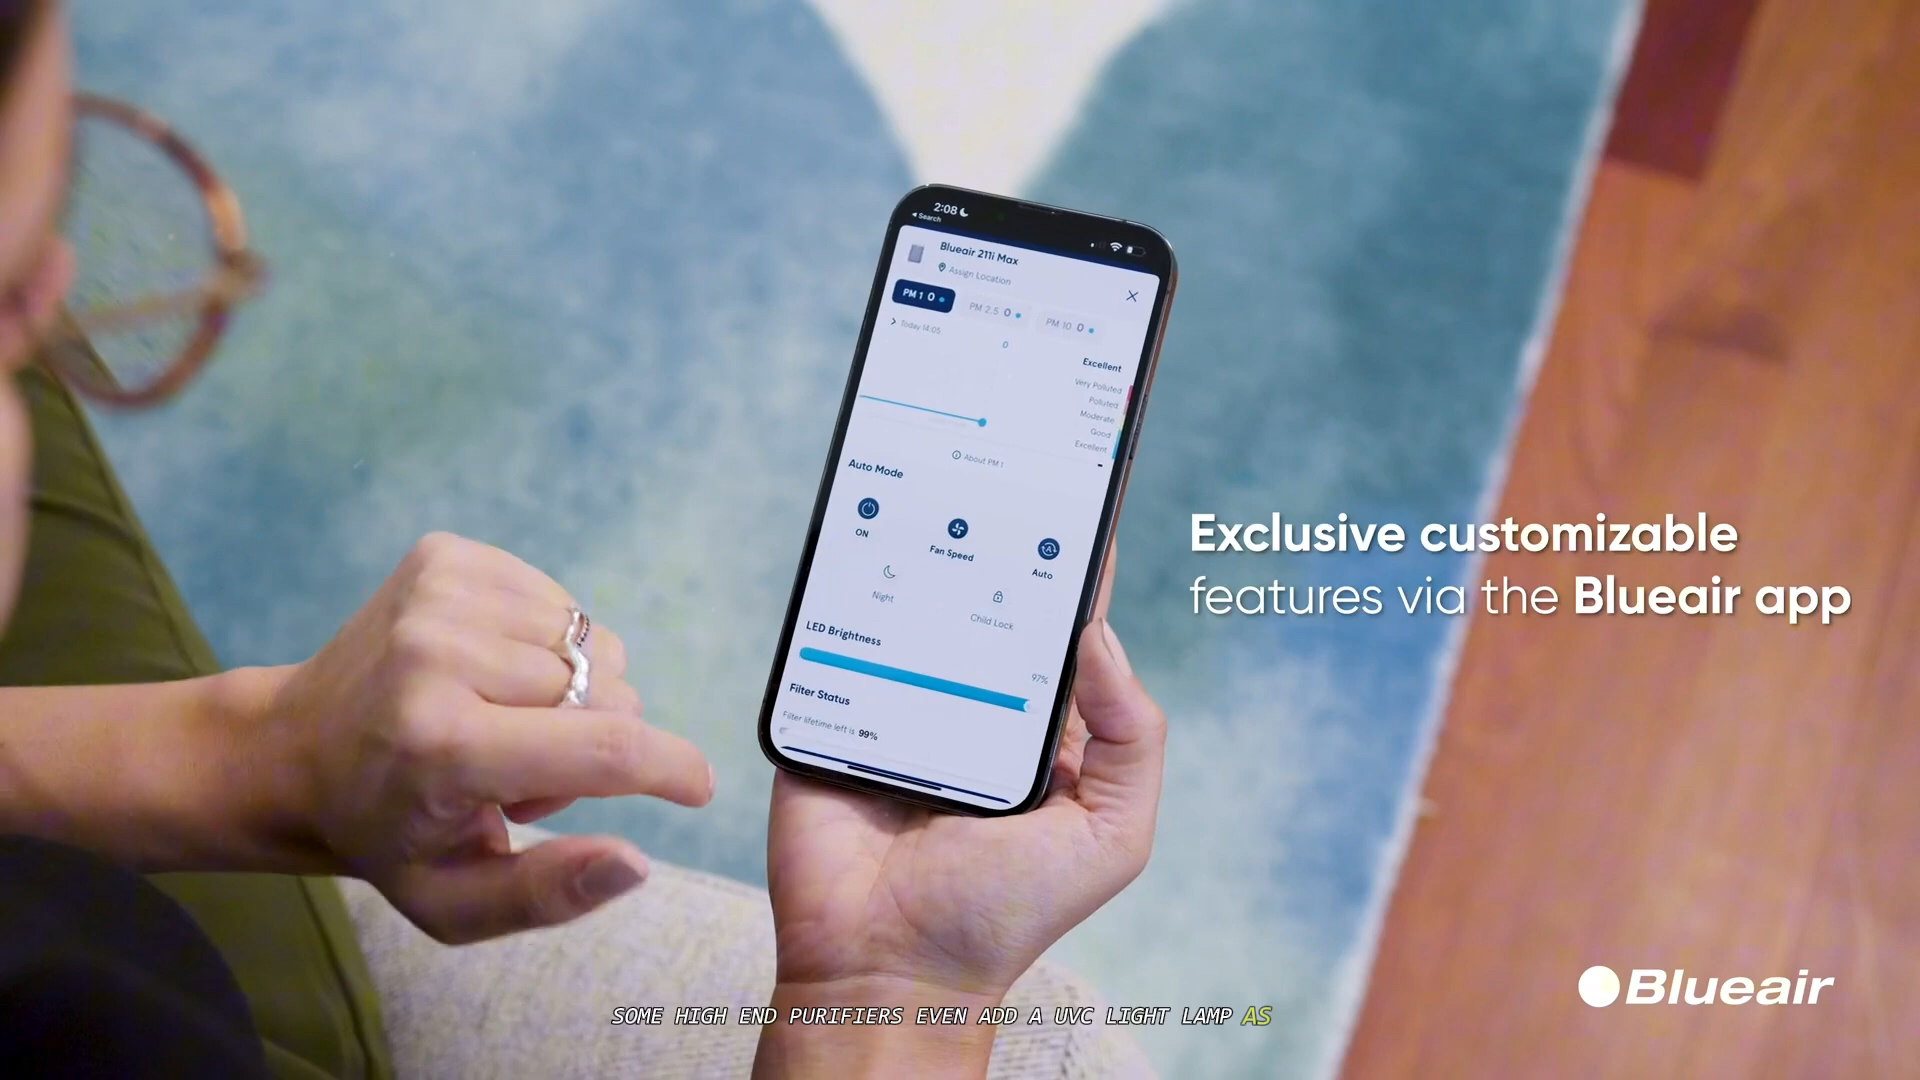 2:08
Search
Blueair 211i Max
Assign Location
PM 1 0
PM 2.5 0
PM 10 0
Today 14:05
0
Excellent
Very Polluted
Polluted
Moderate
Good
Excellent
About PM 1
Auto Mode
ON
Fan Speed
Auto
Night
Child Lock
LED Brightness
97%
Filter Status
Filter lifetime left is 99%
Exclusive customizable
features via the Blueair app
Blueair
SOME HIGH END PURIFIERS EVEN ADD A UVC LIGHT LAMP AS